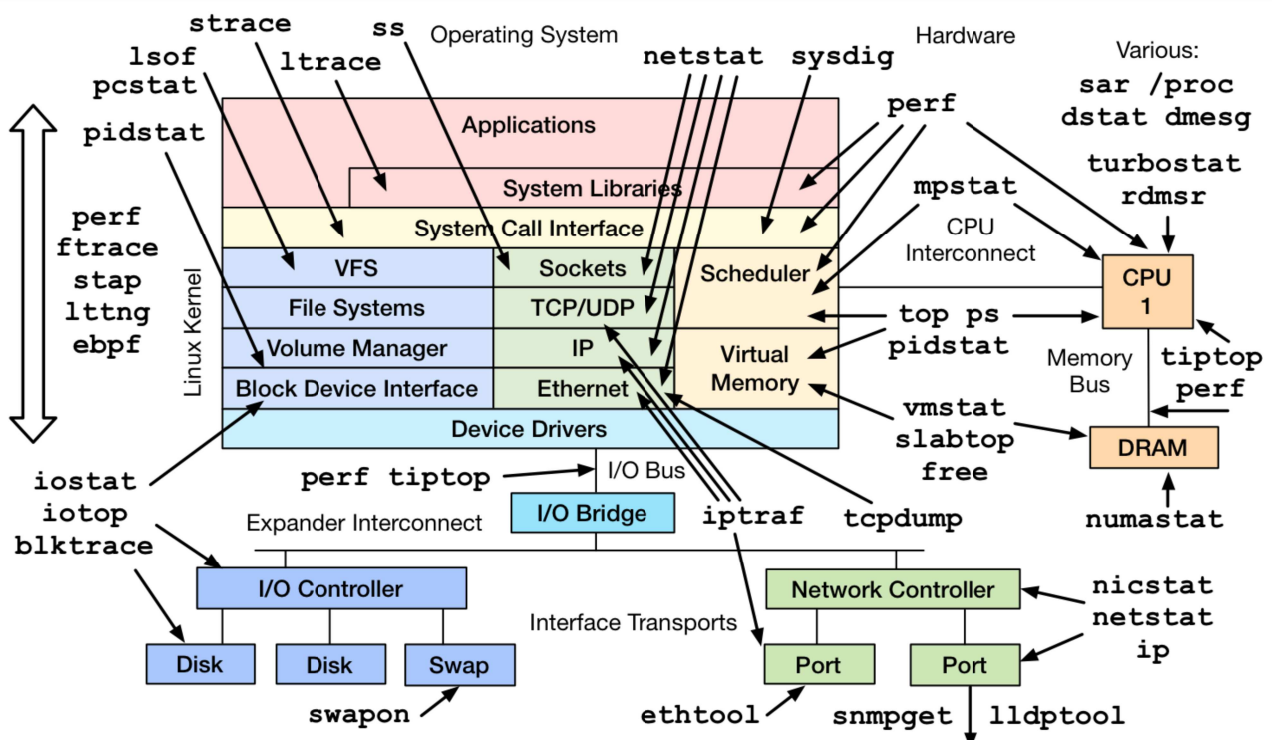 strace
ss
Operating System
Hardware
Various:
lsof
pcstat
ltrace
netstat
sysdig
sar /proc
dstat dmesg
perf
pidstat
Applications
turbostat
rdmsr
System Libraries
mpstat
perf
ftrace
stap
lttng
ebpf
Linux Kernel
System Call Interface
CPU
Interconnect
VFS
Sockets
Scheduler
CPU
1
File Systems
TCP/UDP
top ps
pidstat
Volume Manager
IP
Virtual
Memory
Memory
Bus
tiptop
perf
Block Device Interface
Ethernet
vmstat
slabtop
free
Device Drivers
DRAM
iostat
iotop
blktrace
perf tiptop
I/O Bus
I/O Bridge
iptraf
tcpdump
numastat
Expander Interconnect
I/O Controller
Network Controller
nicstat
netstat
ip
Interface Transports
Disk
Disk
Swap
Port
Port
swapon
ethtool
snmpget
lldptool